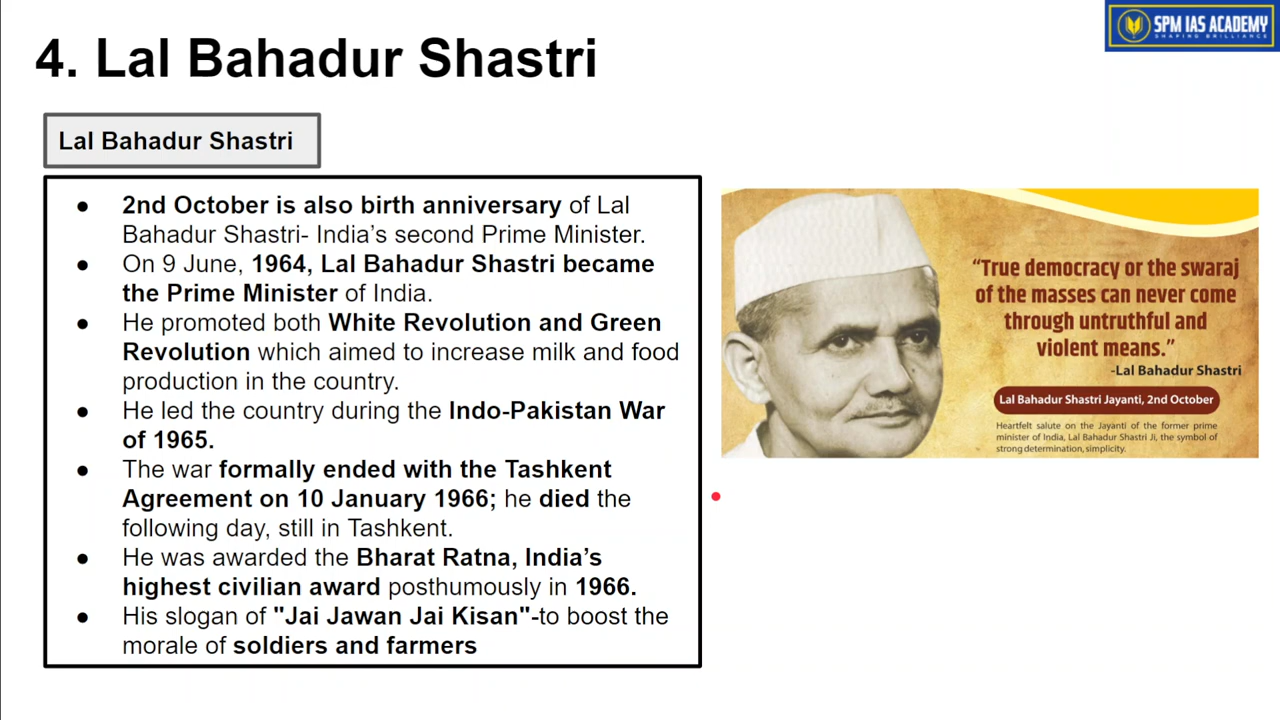 SPM IAS ACADEMY
SHAPING BRILLIANCE
4. Lal Bahadur Shastri
Lal Bahadur Shastri
● 2nd October is also birth anniversary of Lal
Bahadur Shastri- India’s second Prime Minister.
● On 9 June, 1964, Lal Bahadur Shastri became
the Prime Minister of India.
● He promoted both White Revolution and Green
Revolution which aimed to increase milk and food
production in the country.
● He led the country during the Indo-Pakistan War
of 1965.
● The war formally ended with the Tashkent
Agreement on 10 January 1966; he died the
following day, still in Tashkent.
● He was awarded the Bharat Ratna, India’s
highest civilian award posthumously in 1966.
● His slogan of "Jai Jawan Jai Kisan"-to boost the
morale of soldiers and farmers
“True democracy or the swaraj
of the masses can never come
through untruthful and
violent means.”
-Lal Bahadur Shastri
Lal Bahadur Shastri Jayanti, 2nd October
Heartfelt salute on the Jayanti of the former prime
minister of India, Lal Bahadur Shastri Ji, the symbol of
strong determination, simplicity.